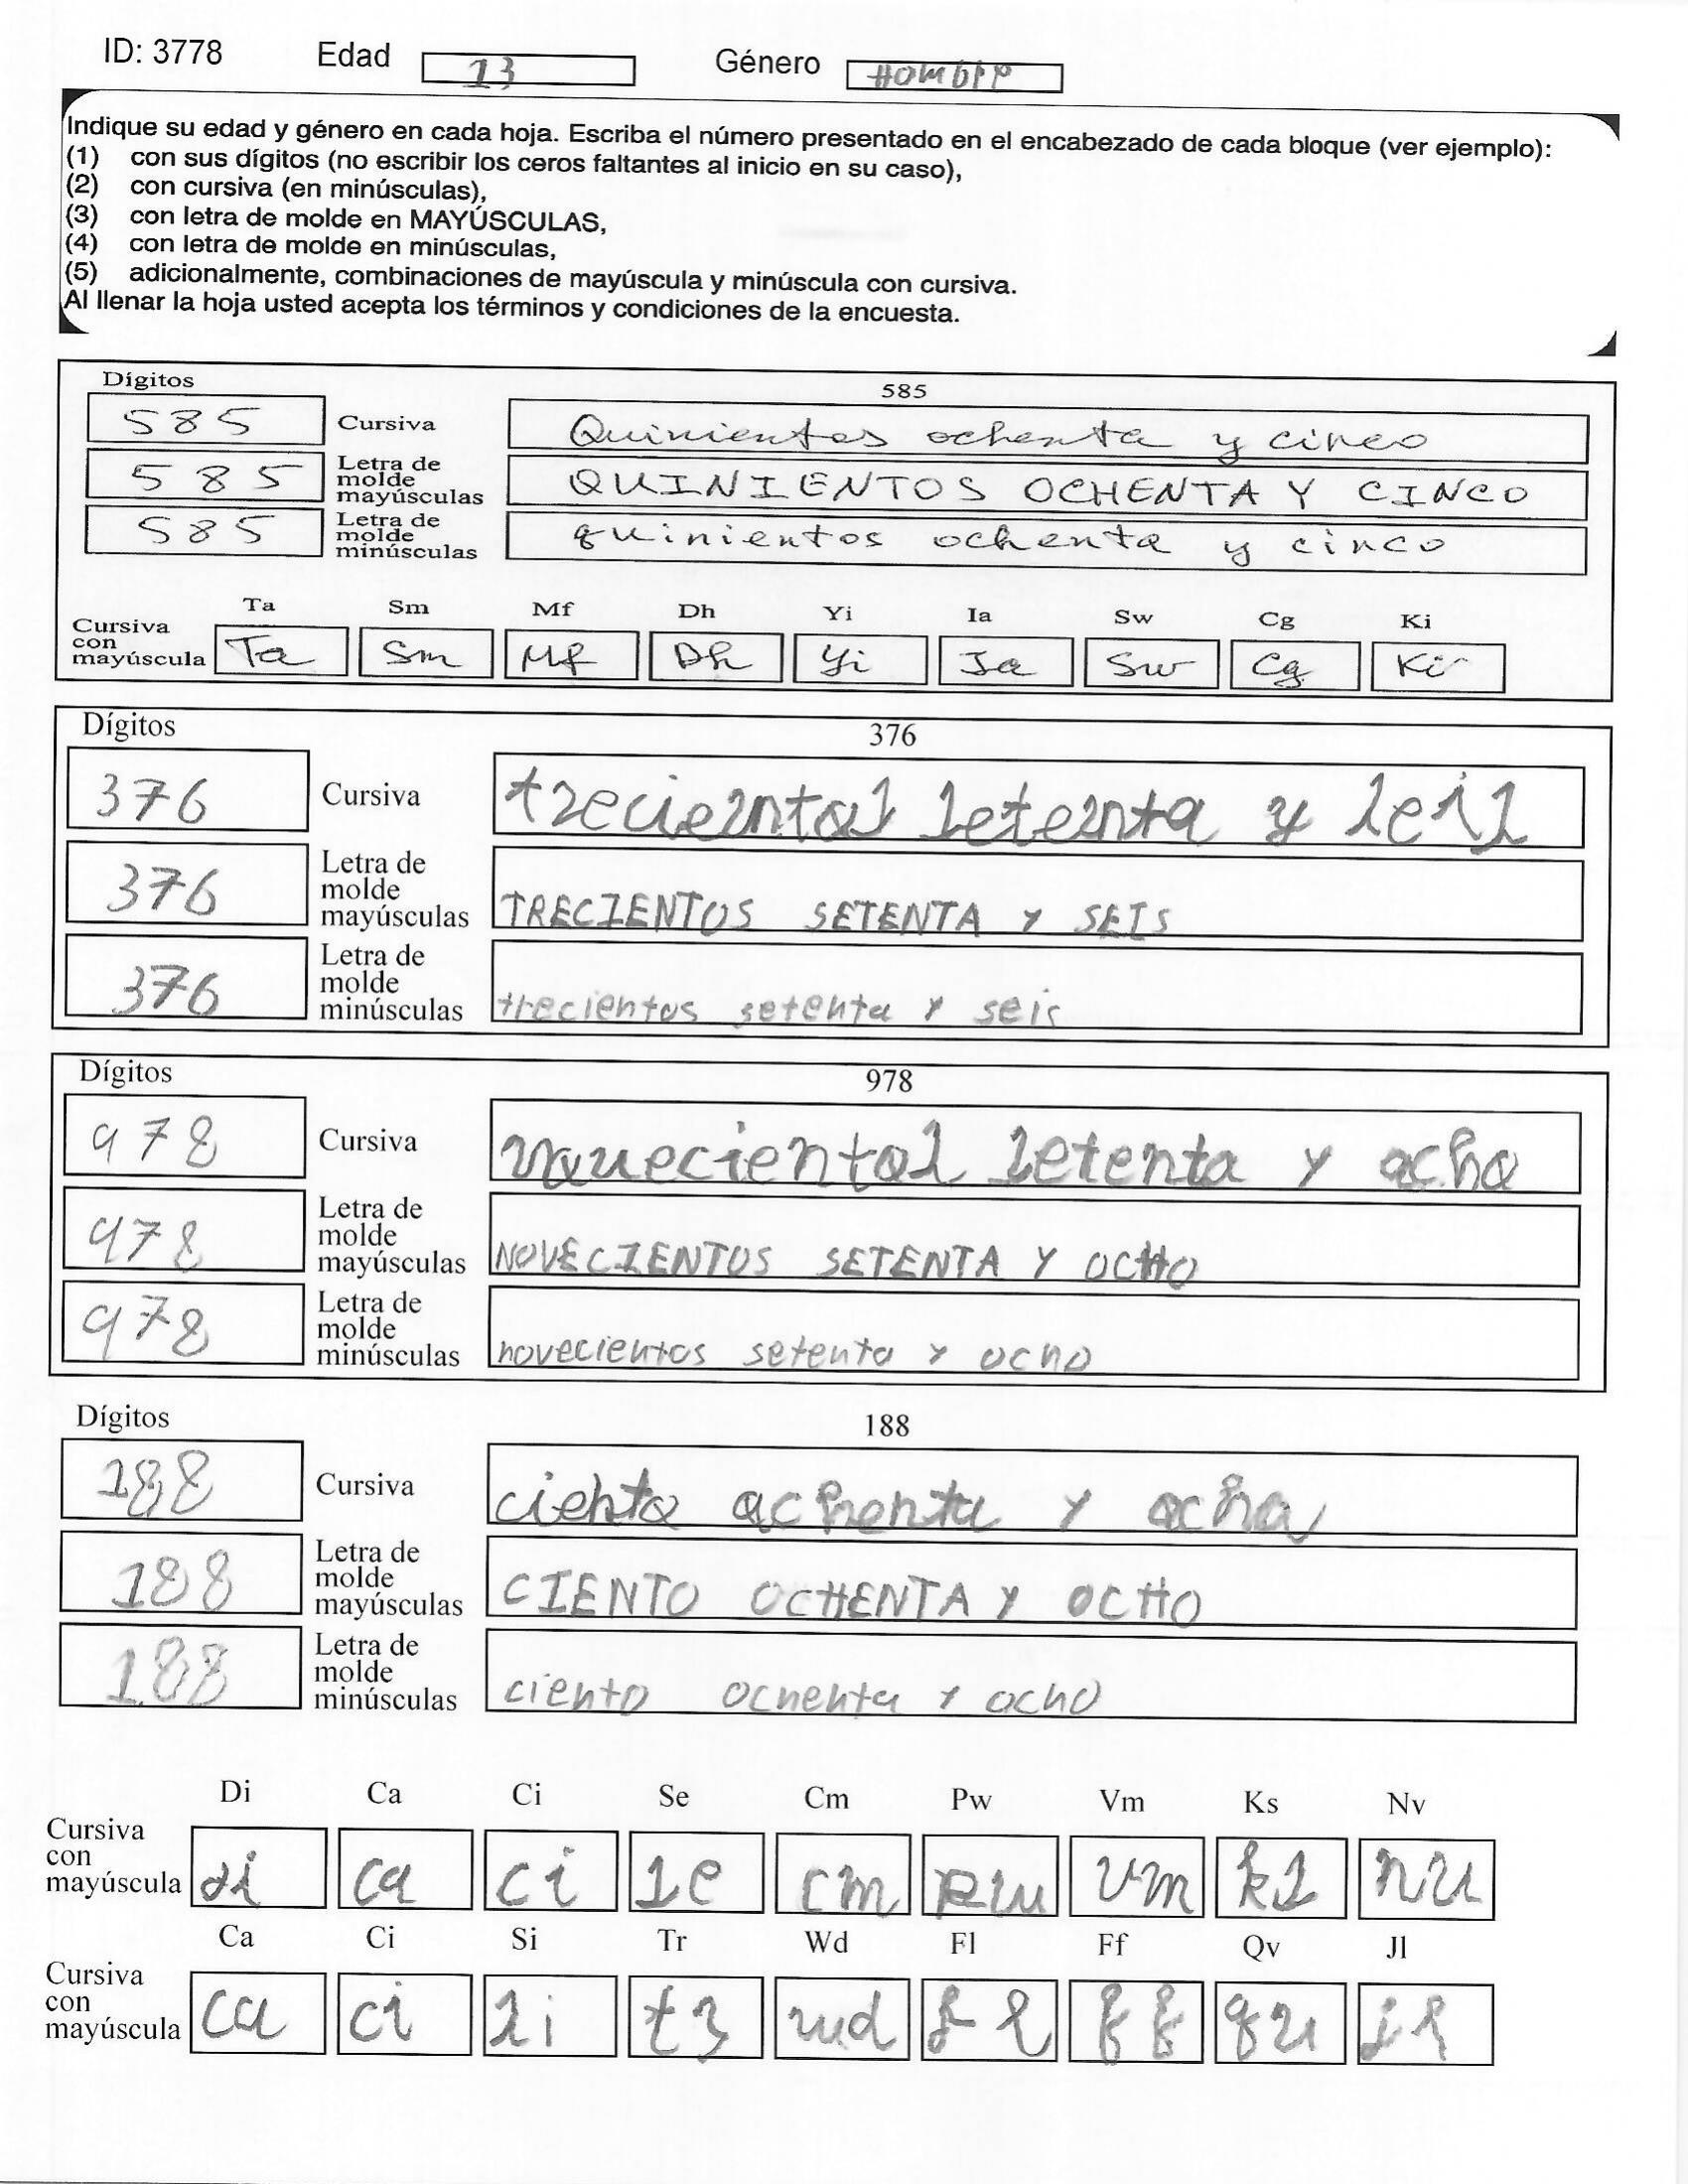 ID: 3778 Edad 13 Género HOMBre
Indique su edad y género en cada hoja. Escriba el número presentado en el encabezado de cada bloque (ver ejemplo):
(1) con sus dígitos (no escribir los ceros faltantes al inicio en su caso),
(2) con cursiva (en minúsculas),
(3) con letra de molde en MAYÚSCULAS,
(4) con letra de molde en minúsculas,
(5) adicionalmente, combinaciones de mayúscula y minúscula con cursiva.
Al llenar la hoja usted acepta los términos y condiciones de la encuesta.
Dígitos 585
585 Cursiva Quinientos ochenta y cinco
585 Letra de molde mayúsculas QUINIENTOS OCHENTA Y CINCO
585 Letra de molde minúsculas quinientos ochenta y cinco
Ta Sm Mf Dh Yi Ia Sw Cg Ki
Cursiva con mayúscula Ta Sm Mf Dh Yi Ia Sw Cg Ki
Dígitos 376
376 Cursiva trecientos setenta y seis
376 Letra de molde mayúsculas TRECIENTOS SETENTA Y SEIS
376 Letra de molde minúsculas trecientos setenta y seis
Dígitos 978
978 Cursiva novecientos setenta y ocho
978 Letra de molde mayúsculas NOVECIENTOS SETENTA Y OCHO
978 Letra de molde minúsculas novecientos setenta y ocho
Dígitos 188
188 Cursiva ciento ochenta y ocho
188 Letra de molde mayúsculas CIENTO OCHENTA Y OCHO
188 Letra de molde minúsculas ciento ochenta y ocho
Di Ca Ci Se Cm Pw Vm Ks Nv
Cursiva con mayúscula di ca ci se cm pw vm ks nv
Ca Ci Si Tr Wd Fl Ff Qv Jl
Cursiva con mayúscula ca ci si tr wd fl ff qv jl